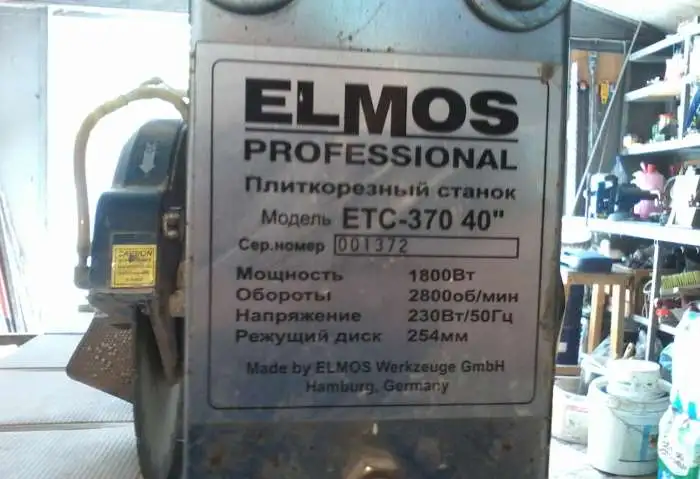 ELMOS
PROFESSIONAL
Плиткорезный станок
Модель ETC-370 40"
Сер.номер 001372
Мощность 1800Вт
Обороты 2800об/мин
Напряжение 230Вт/50Гц
Режущий диск 254мм
Made by ELMOS Werkzeuge GmbH
Hamburg, Germany
CAUTION